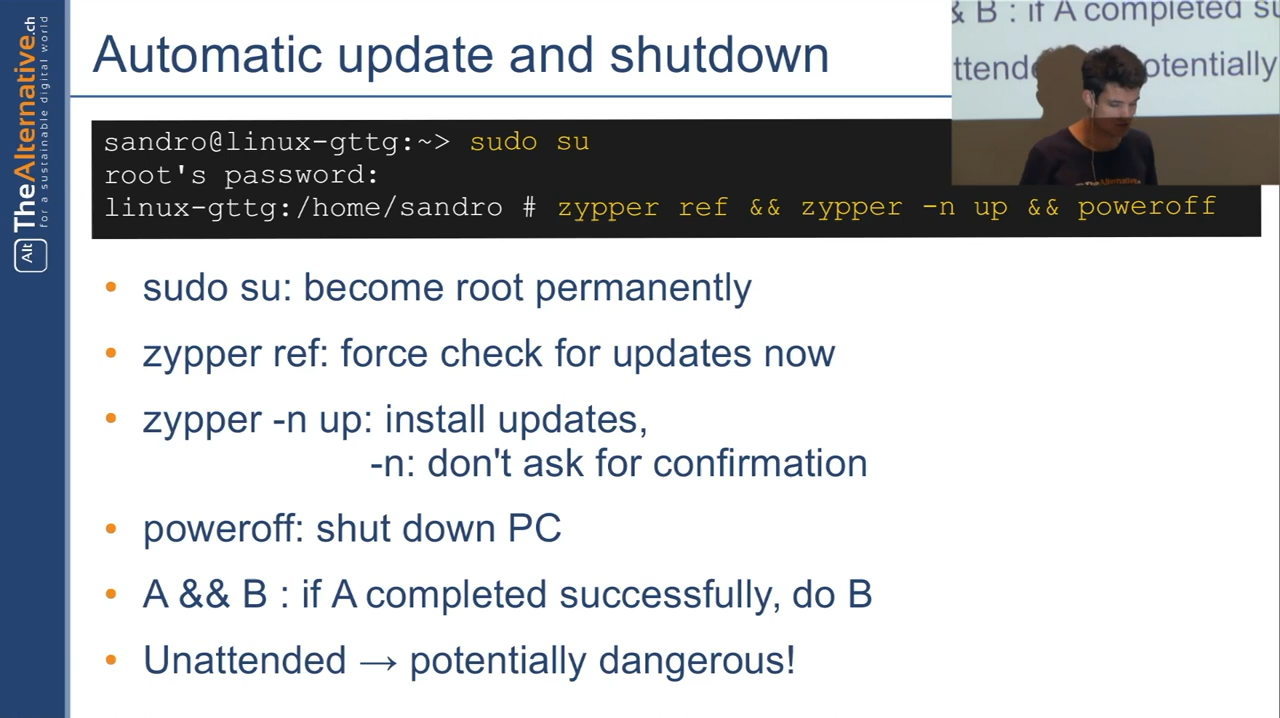 Alt TheAlternative.ch
for a sustainable digital world
Automatic update and shutdown
& B : if A completed su
ttende otentially
TheAlternative
sandro@linux-gttg:~> sudo su
root's password:
linux-gttg:/home/sandro # zypper ref && zypper -n up && poweroff
• sudo su: become root permanently
• zypper ref: force check for updates now
• zypper -n up: install updates,
-n: don't ask for confirmation
• poweroff: shut down PC
• A && B : if A completed successfully, do B
• Unattended → potentially dangerous!